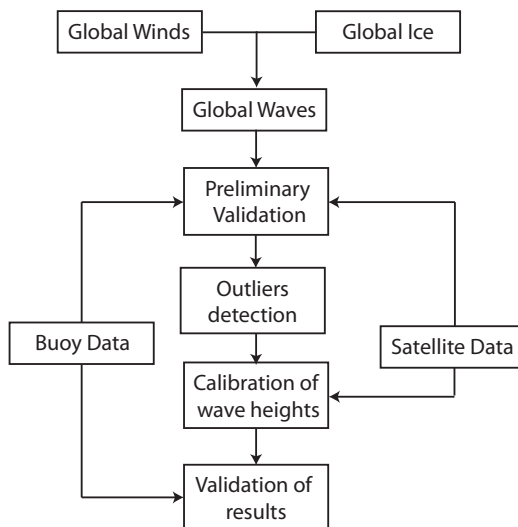 Global Winds
Global Ice
Global Waves
Preliminary
Validation
Outliers
detection
Buoy Data
Satellite Data
Calibration of
wave heights
Validation of
results